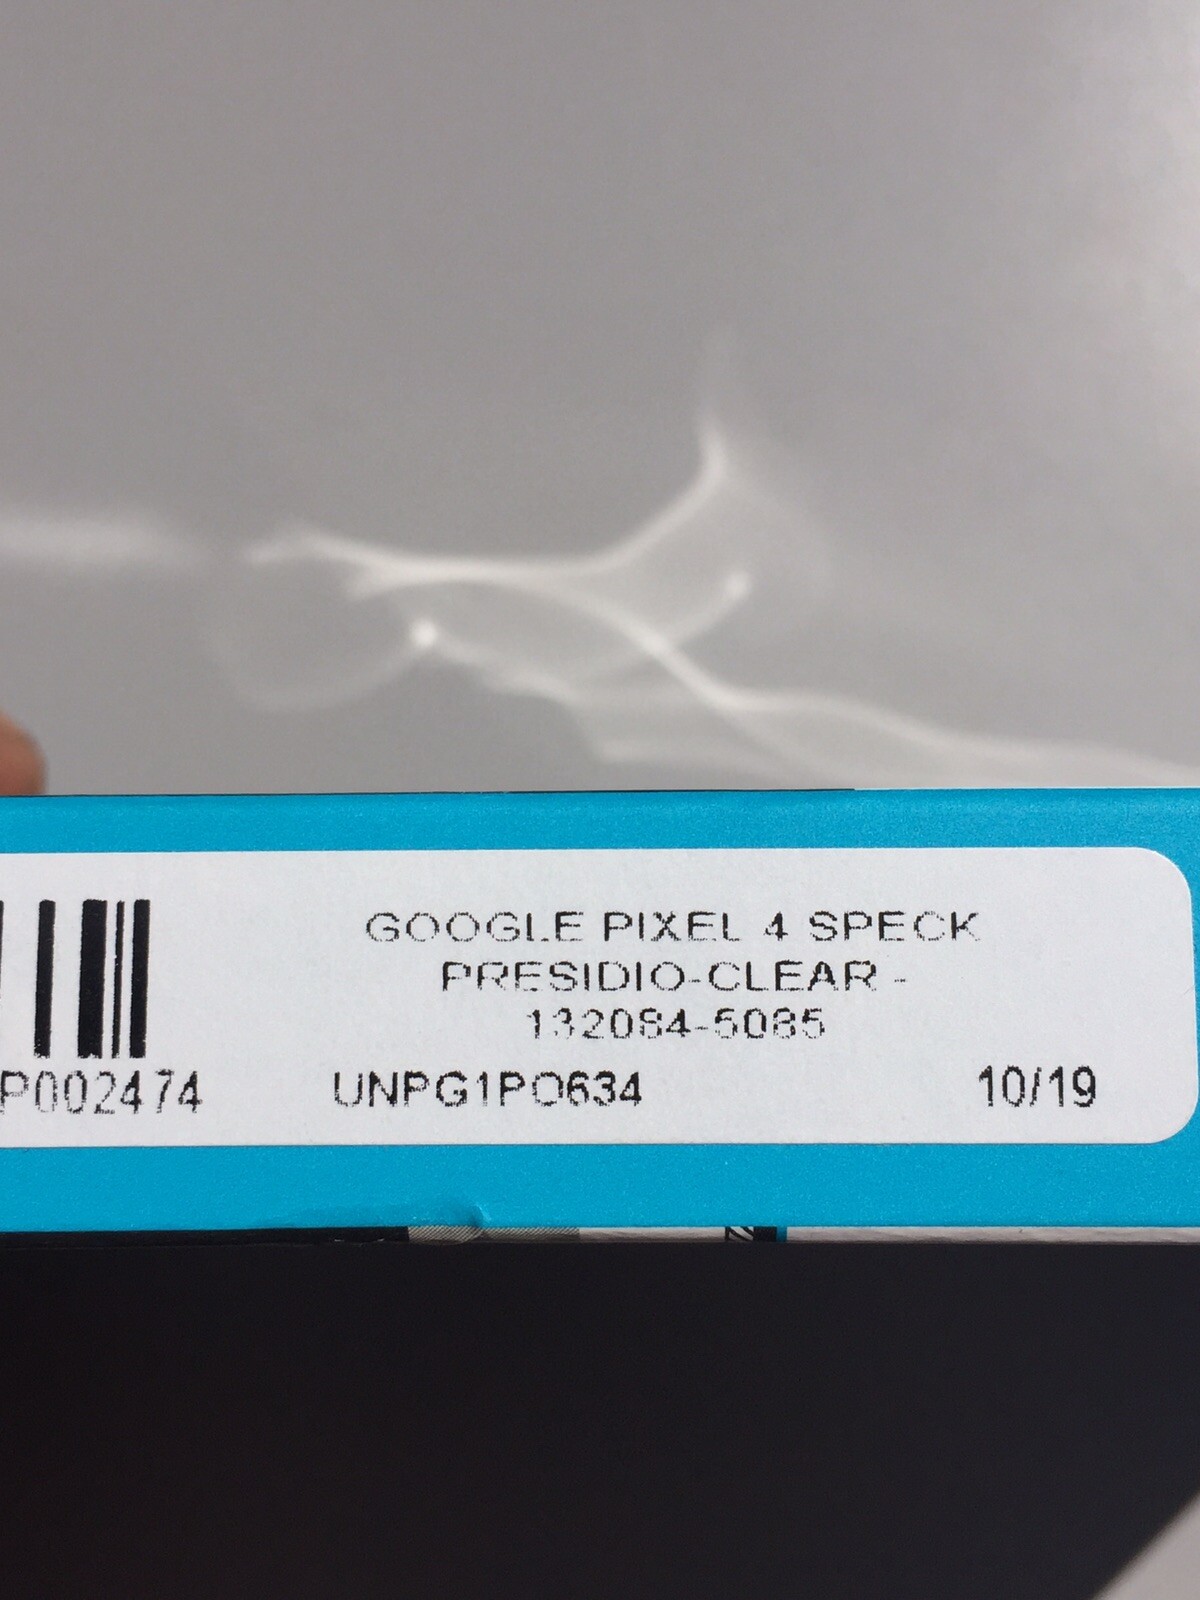 GOOGLE PIXEL 4 SPECK
PRESIDIO-CLEAR -
132084-5085
P002474
UNPG1PO634
10/19